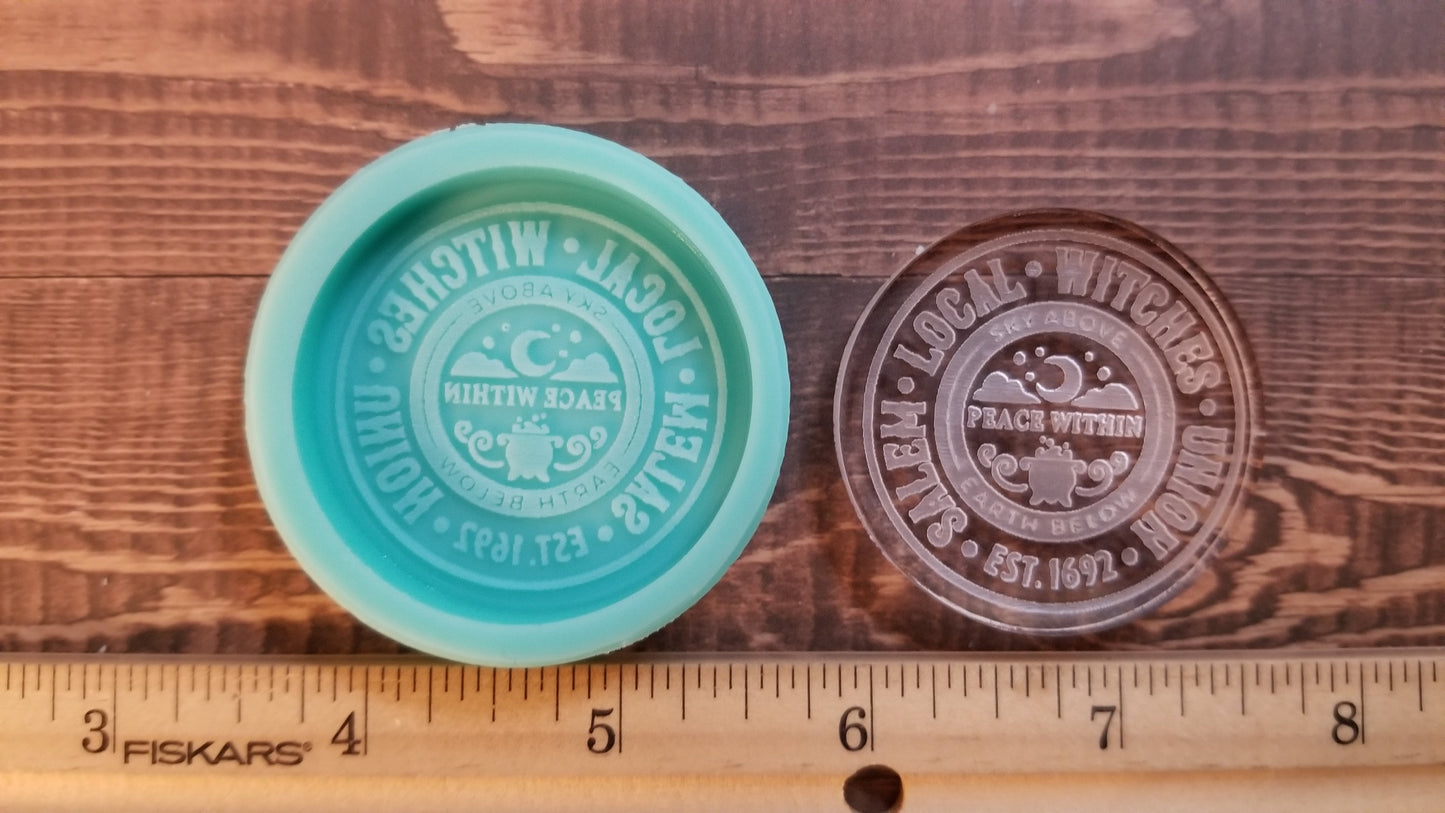 SALEM • LOCAL • WITCHES • UNION • EST. 1692 •
SKY ABOVE
PEACE WITHIN
EARTH BELOW
SALEM • LOCAL • WITCHES • UNION • EST. 1692 •
SKY ABOVE
PEACE WITHIN
EARTH BELOW
3 4 5 6 7 8
FISKARS®